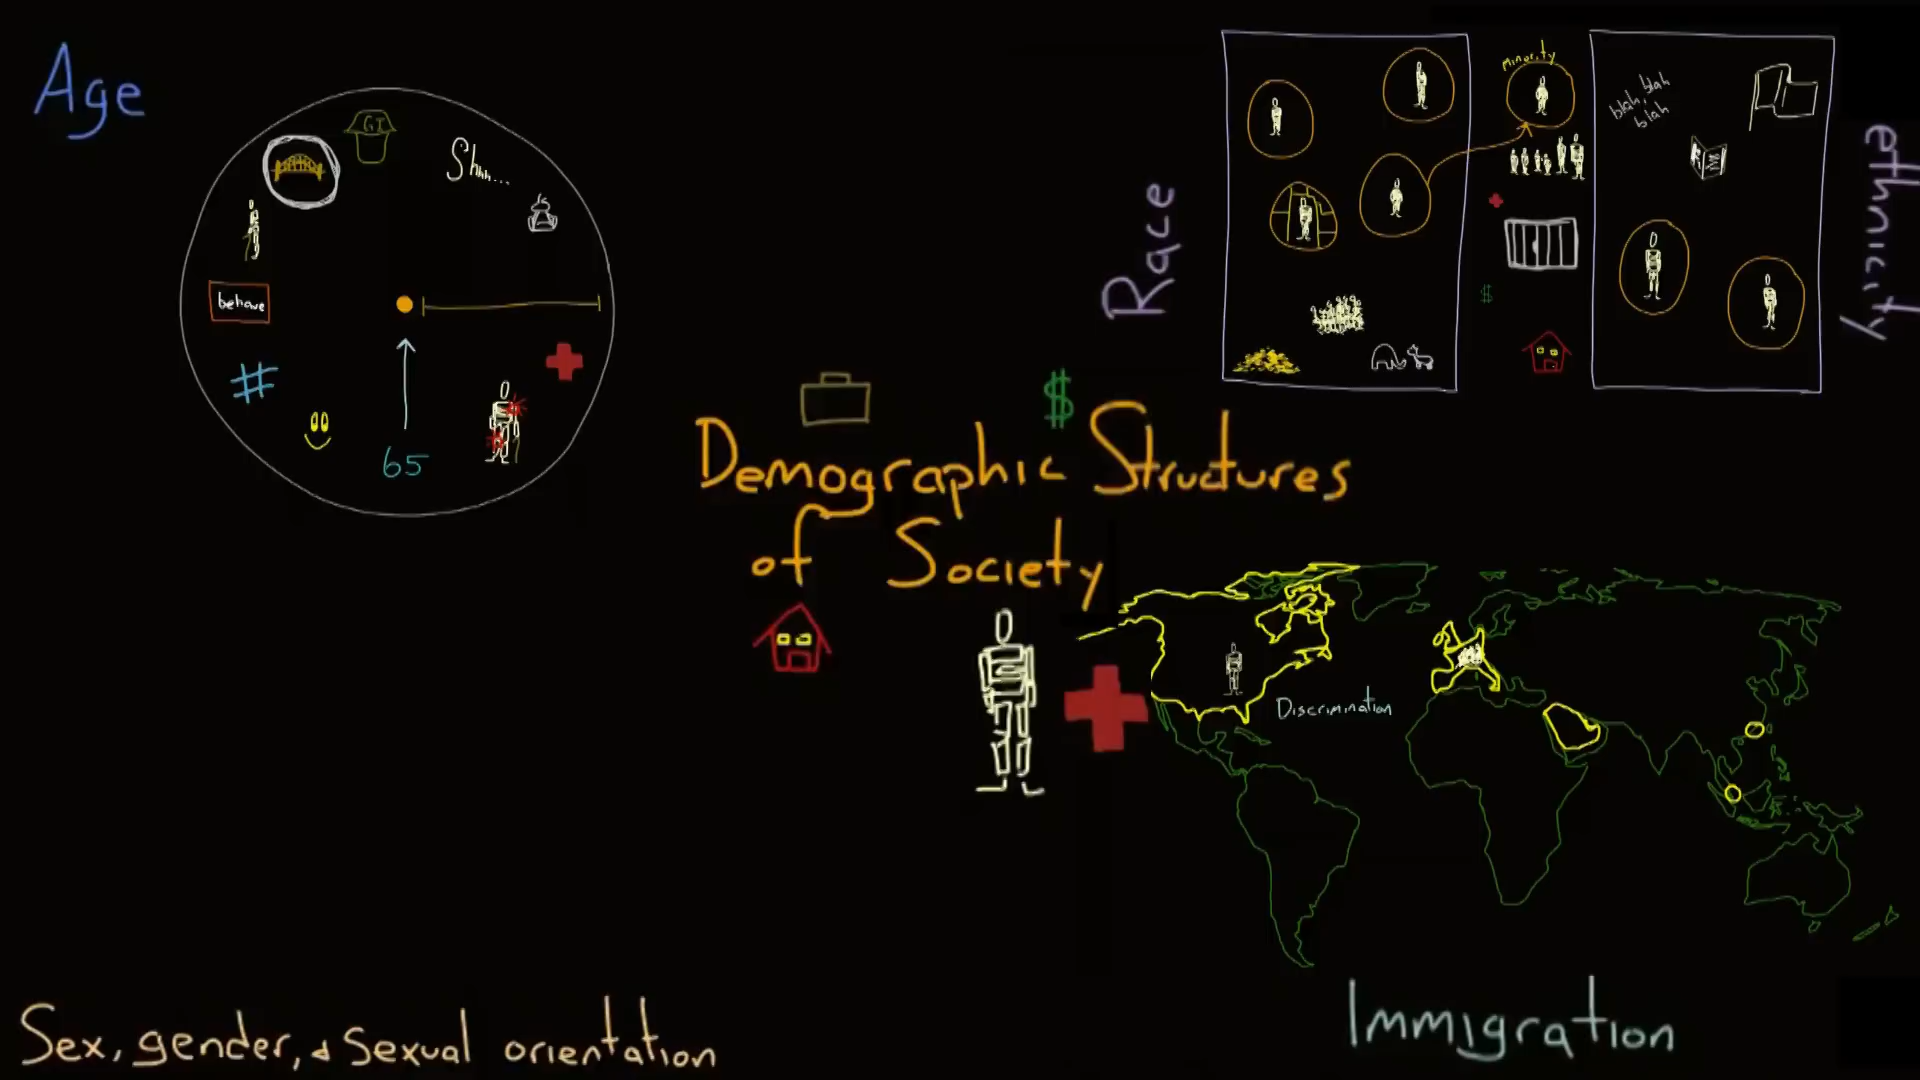 Age
GI
Shhh...
behave
#
65
Race
Minority
blah, blah
blah
$
ethnicity
$
Demographic Structures
of Society
Discrimination
Immigration
Sex, gender, & sexual orientation